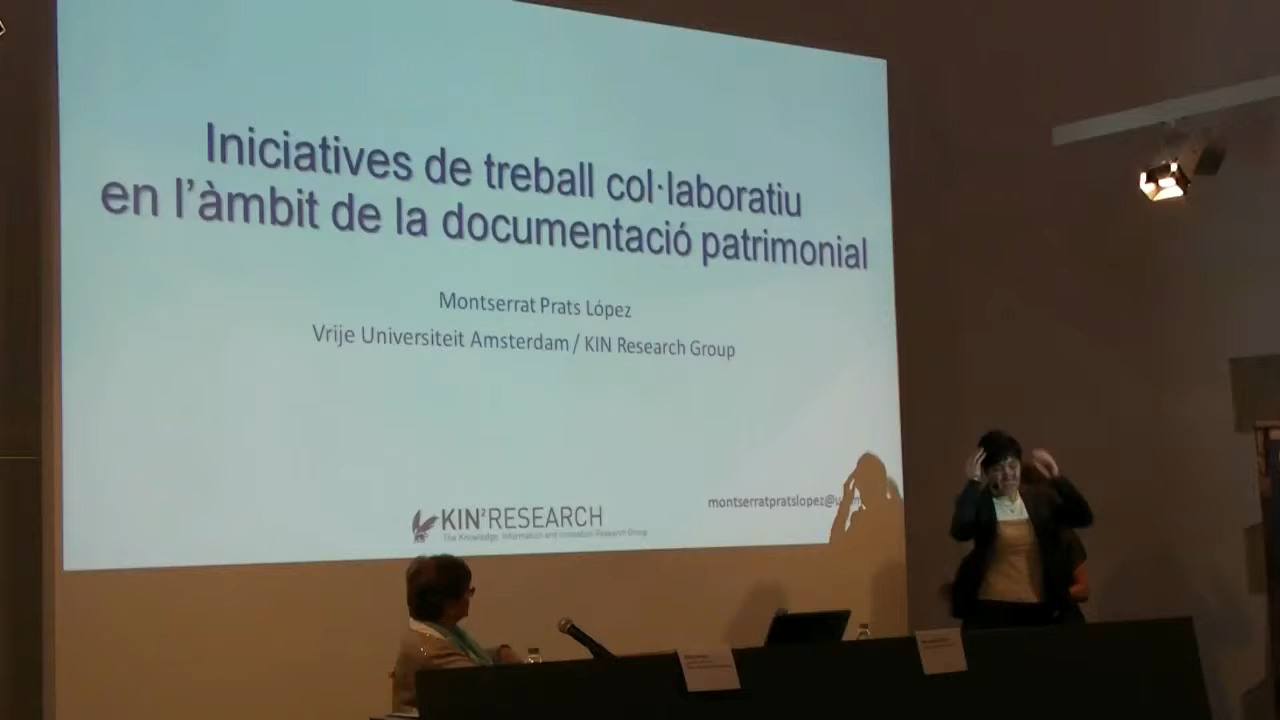 Iniciatives de treball col·laboratiu
en l'àmbit de la documentació patrimonial
Montserrat Prats López
Vrije Universiteit Amsterdam / KIN Research Group
montserratpratslopez@
KIN²RESEARCH
The Knowledge, Information and Innovation Research Group